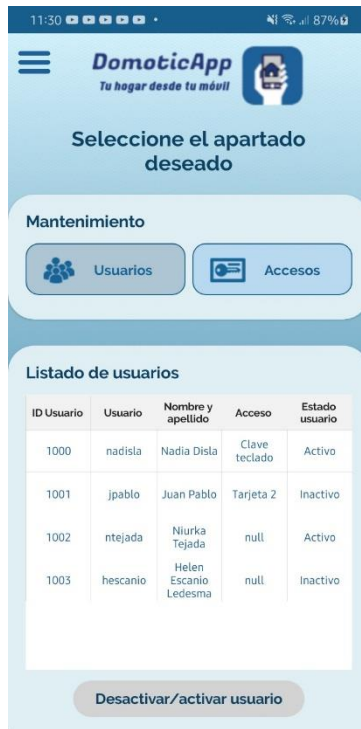 11:30 87%
DomoticApp
Tu hogar desde tu móvil
Seleccione el apartado
deseado
Mantenimiento
Usuarios Accesos
Listado de usuarios
ID Usuario Usuario Nombre y apellido Acceso Estado usuario
1000 nadisla Nadia Disla Clave teclado Activo
1001 jpablo Juan Pablo Tarjeta 2 Inactivo
1002 ntejada Niurka Tejada null Activo
1003 hescanio Helen Escanio Ledesma null Inactivo
Desactivar/activar usuario